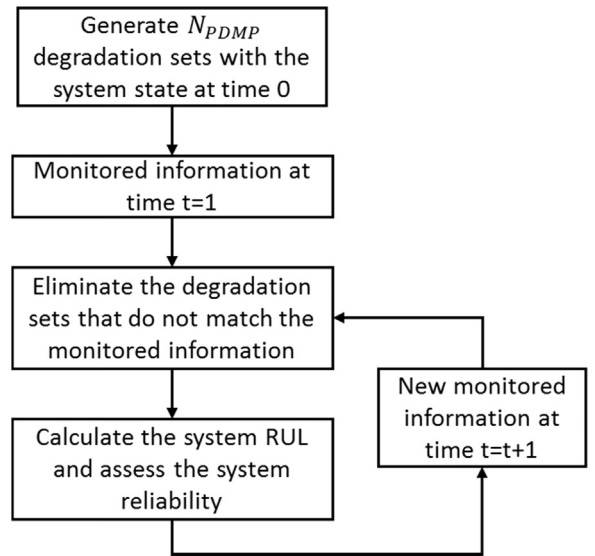 Generate N_PDMP
degradation sets with the
system state at time 0
Monitored information at
time t=1
Eliminate the degradation
sets that do not match the
monitored information
New monitored
information at
time t=t+1
Calculate the system RUL
and assess the system
reliability